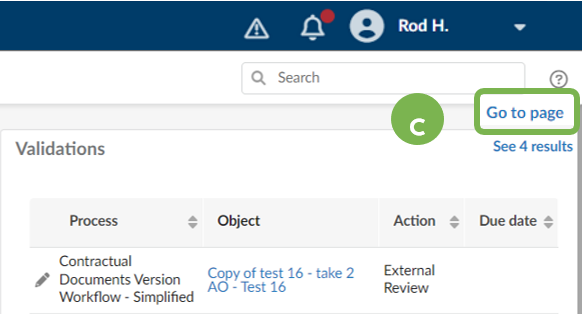 Rod H.
Search
C
Go to page
Validations
See 4 results
Process Object Action Due date
Contractual
Documents Version
Workflow - Simplified
Copy of test 16 - take 2
AO - Test 16
External
Review